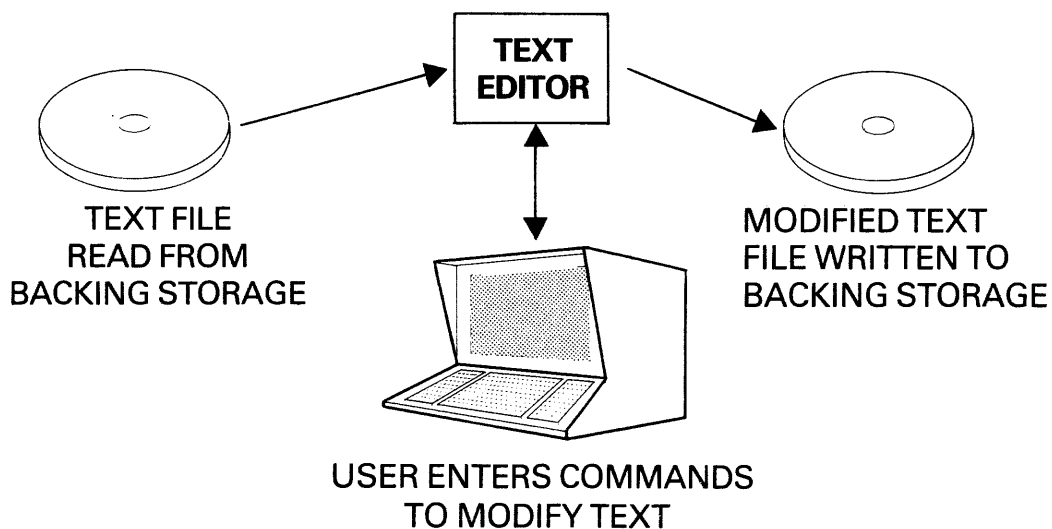 TEXT
EDITOR
TEXT FILE
READ FROM
BACKING STORAGE
MODIFIED TEXT
FILE WRITTEN TO
BACKING STORAGE
USER ENTERS COMMANDS
TO MODIFY TEXT